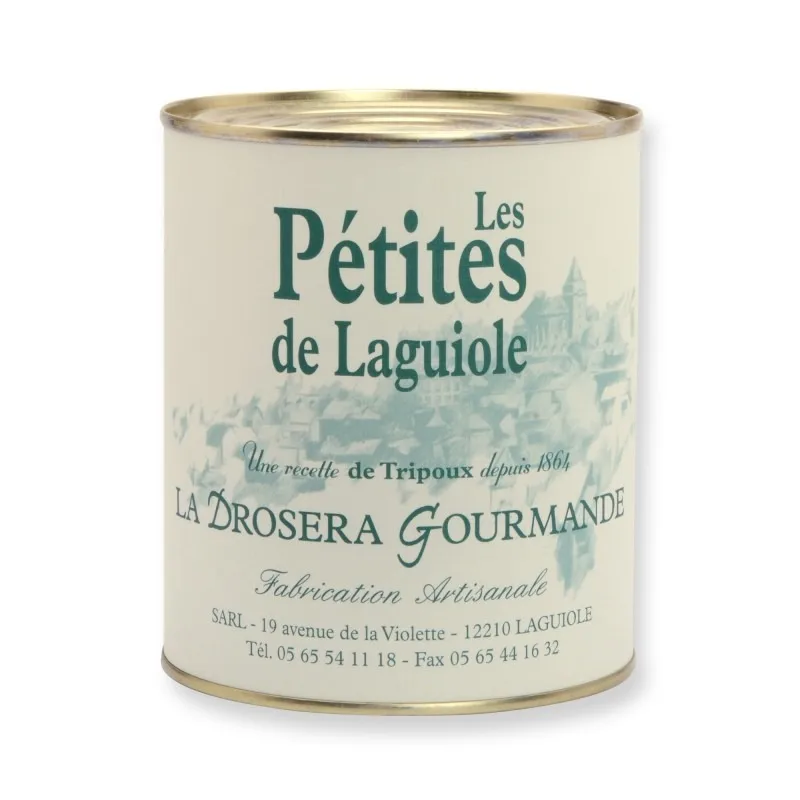 Les
Pétites
de Laguiole
Une recette de Tripoux depuis 1864
LA DROSERA GOURMANDE
Fabrication Artisanale
SARL - 19 avenue de la Violette - 12210 LAGUIOLE
Tél. 05 65 54 11 18 - Fax 05 65 44 16 32